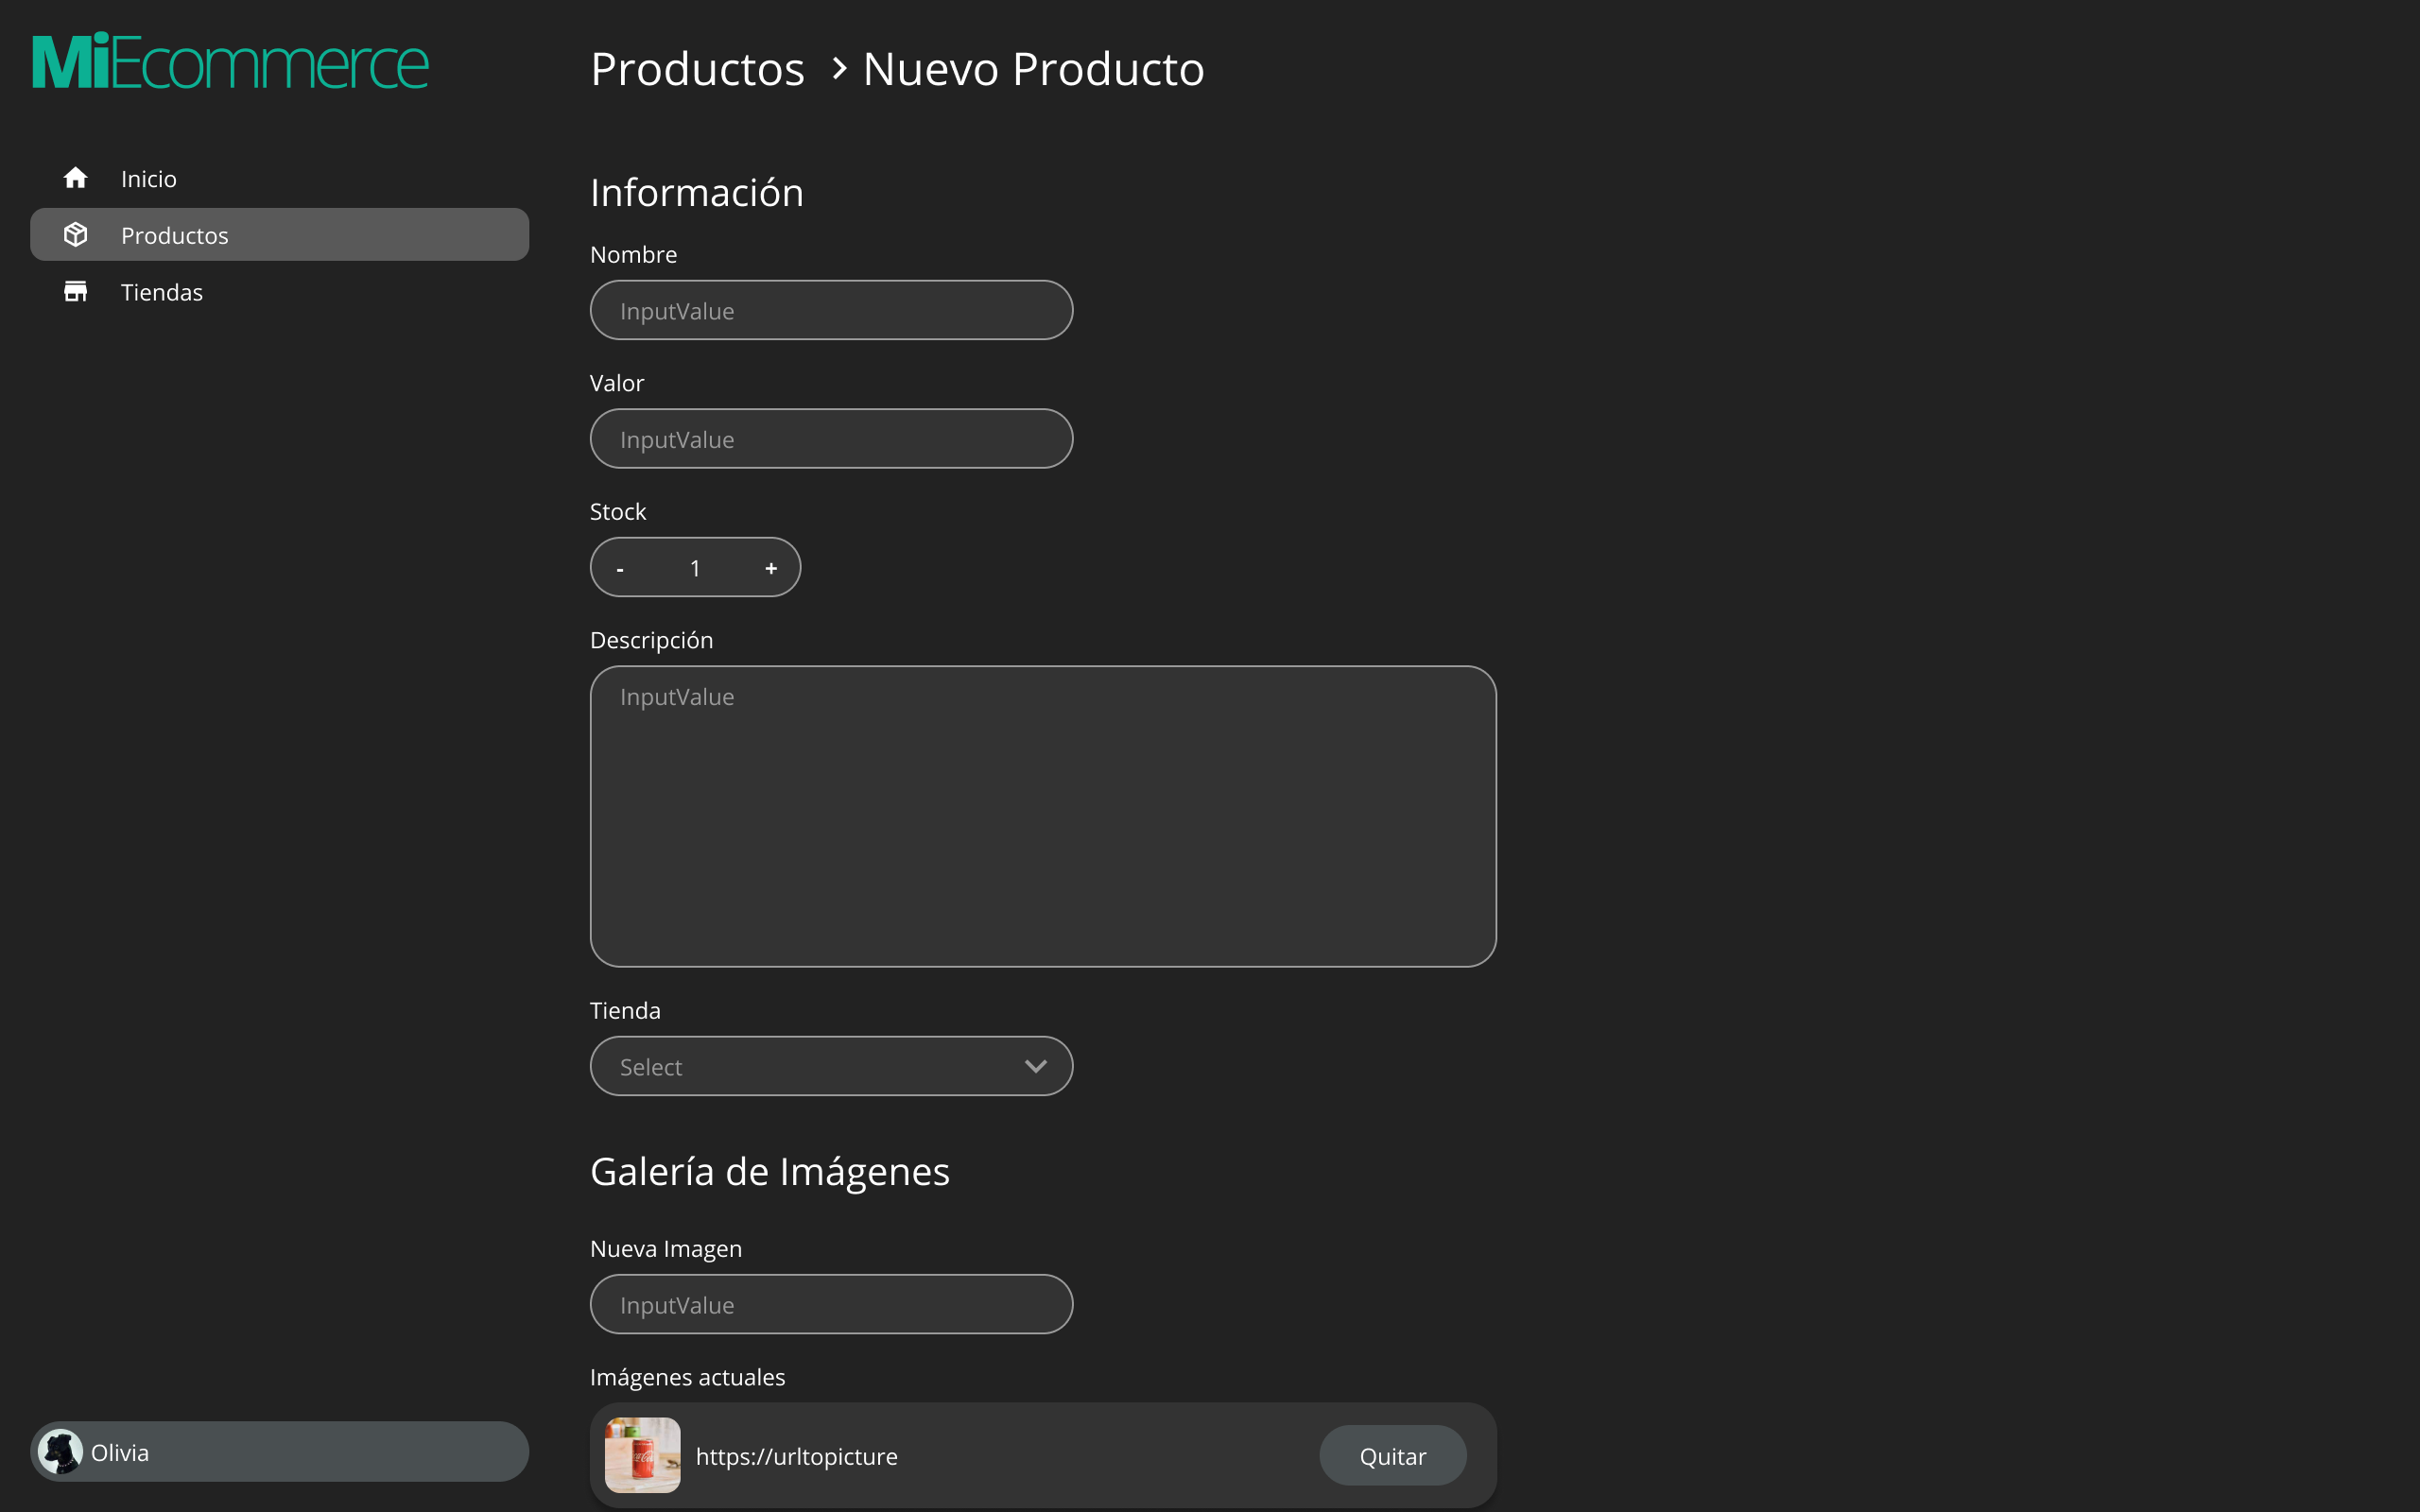 MiEcommerce
Inicio
Productos
Tiendas
Olivia
Productos > Nuevo Producto
Información
Nombre
InputValue
Valor
InputValue
Stock
- 1 +
Descripción
InputValue
Tienda
Select
Galería de Imágenes
Nueva Imagen
InputValue
Imágenes actuales
https://urltopicture
Quitar